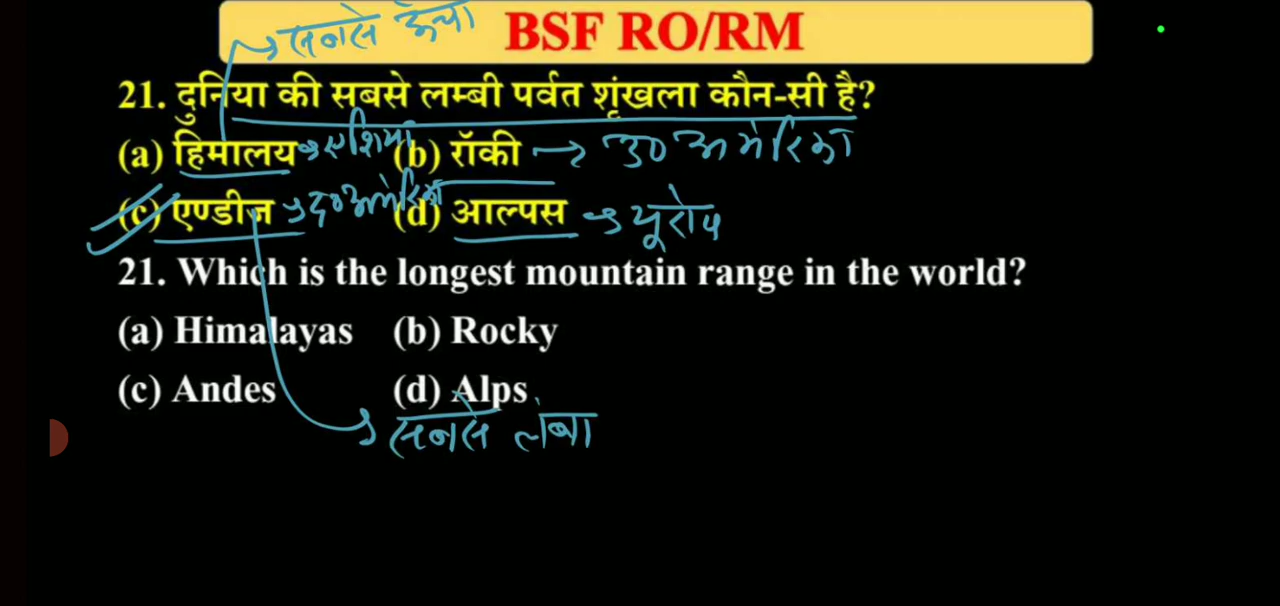 सबसे ऊँचा
BSF RO/RM
21. दुनिया की सबसे लम्बी पर्वत शृंखला कौन-सी है?
(a) हिमालय → एशिया (b) रॉकी → उ० अमेरिका
(c) एण्डीज → द० अमेरिका (d) आल्पस → यूरोप
21. Which is the longest mountain range in the world?
(a) Himalayas (b) Rocky
(c) Andes (d) Alps
सबसे लंबा